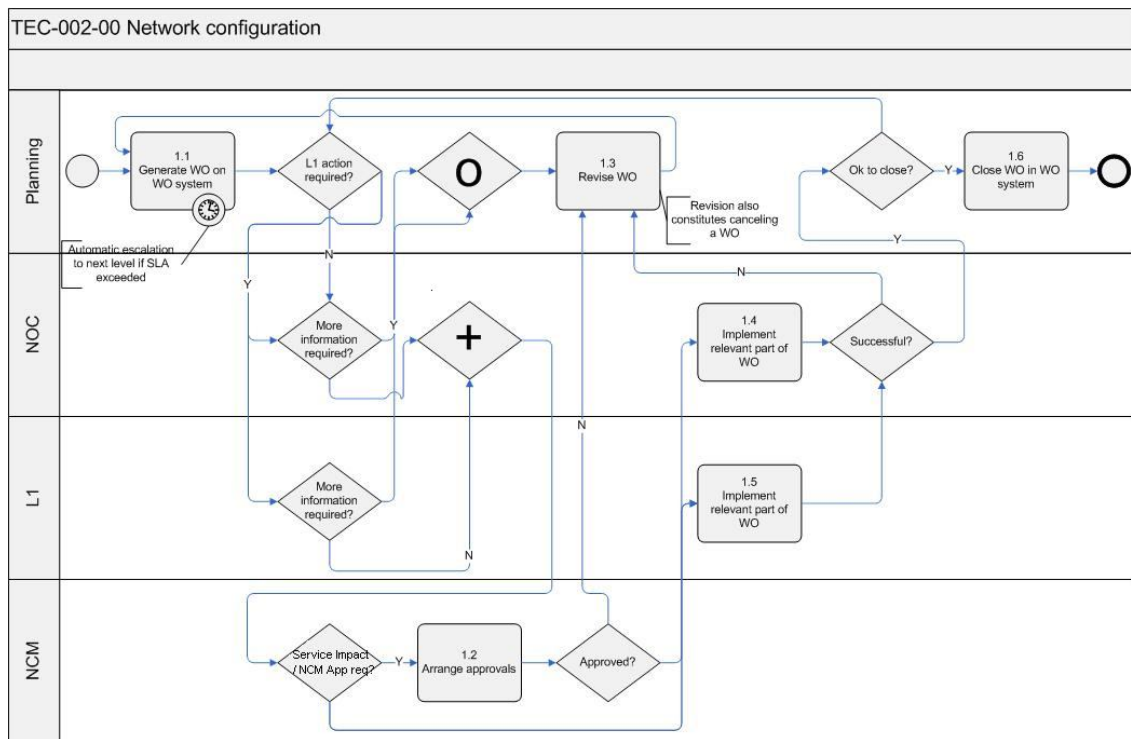 TEC-002-00 Network configuration
Planning
1.1
Generate WO on
WO system
L1 action
required?
O
1.3
Revise WO
Ok to close?
Y
1.6
Close WO in WO
system
Revision also
constitutes canceling
a WO
Automatic escalation
to next level if SLA
exceeded
N
Y
N
Y
NOC
More
information
required?
Y
+
1.4
Implement
relevant part of
WO
Successful?
N
L1
More
information
required?
N
1.5
Implement
relevant part of
WO
NCM
Service Impact
/ NCM App req?
Y
1.2
Arrange approvals
Approved?